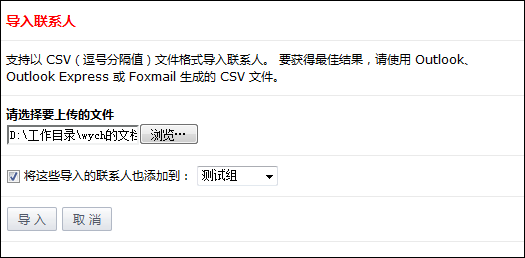 导入联系人
支持以 CSV（逗号分隔值）文件格式导入联系人。 要获得最佳结果，请使用 Outlook、
Outlook Express 或 Foxmail 生成的 CSV 文件。
请选择要上传的文件
D:\工作目录\wych的文档 浏览…
将这些导入的联系人也添加到： 测试组
导 入 取 消